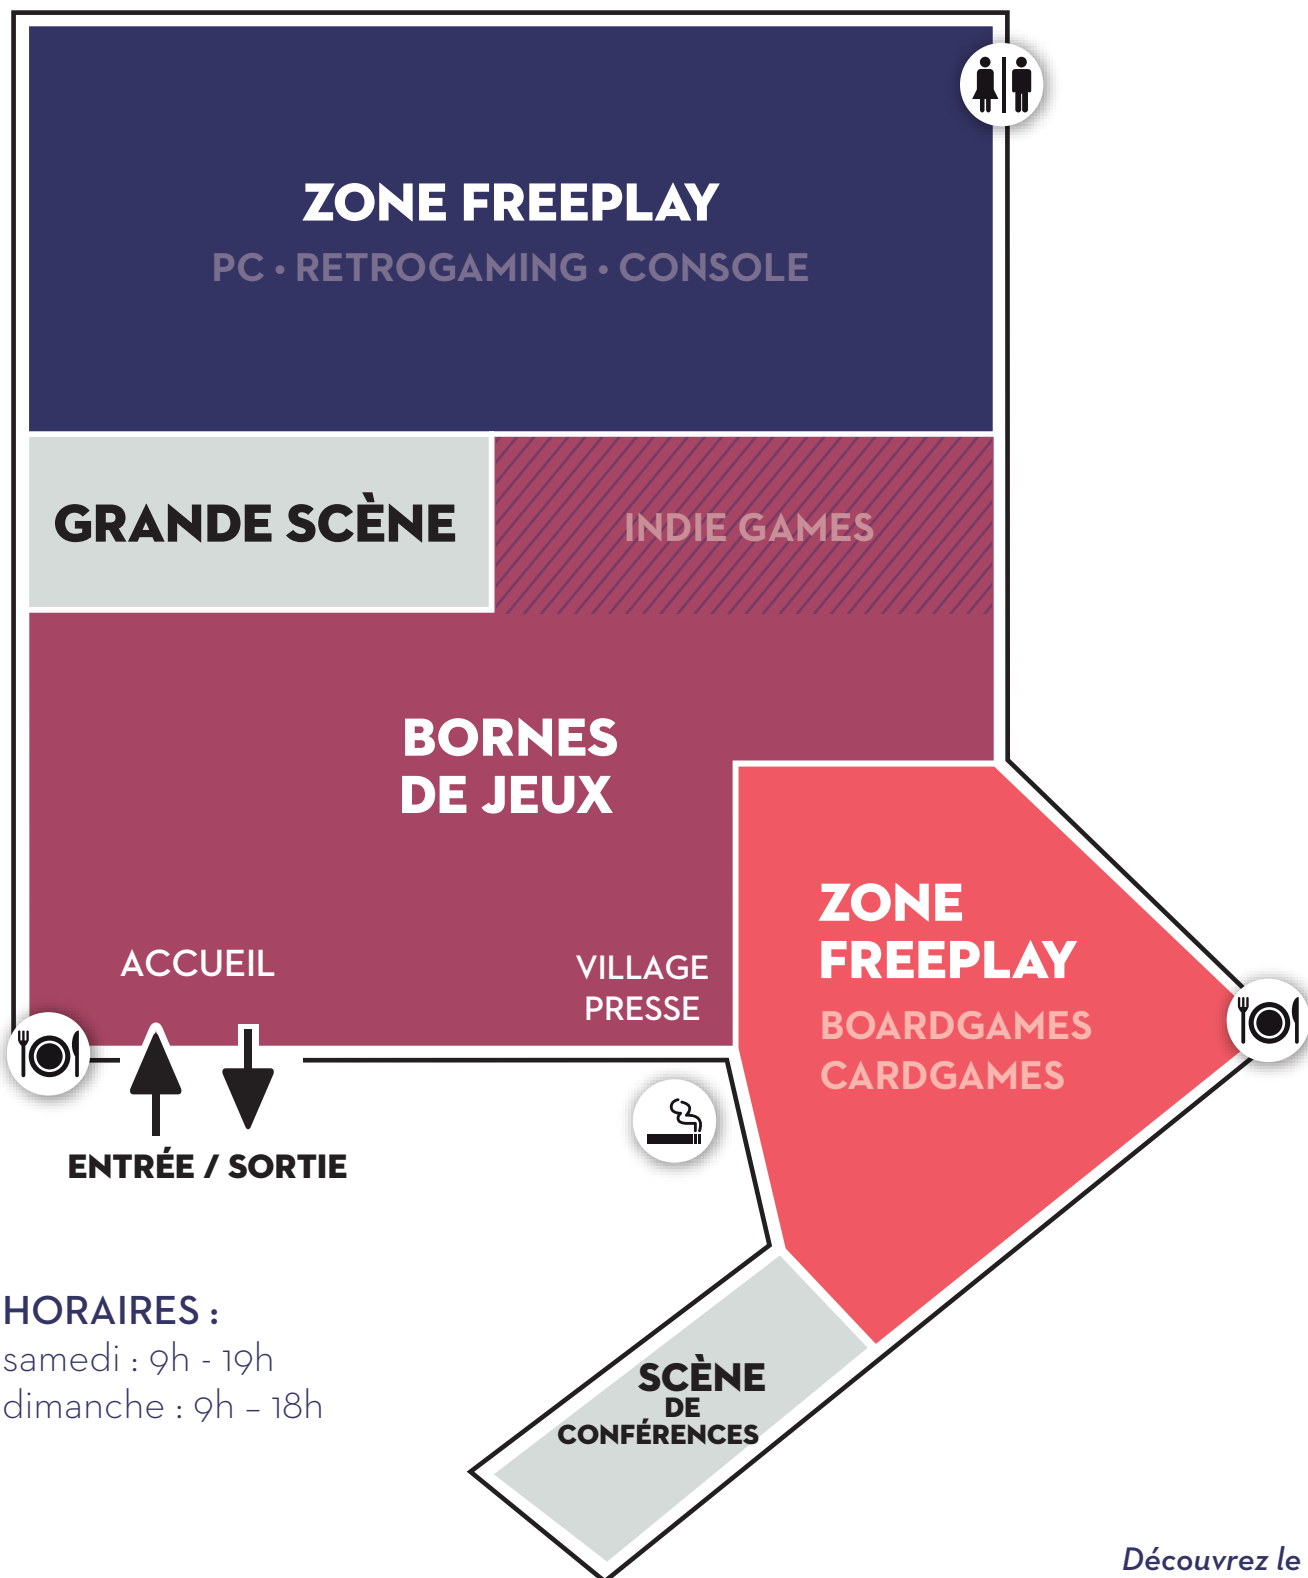 ZONE FREEPLAY
PC • RETROGAMING • CONSOLE
GRANDE SCÈNE
INDIE GAMES
BORNES
DE JEUX
ZONE
FREEPLAY
BOARDGAMES
CARDGAMES
ACCUEIL
VILLAGE
PRESSE
ENTRÉE / SORTIE
HORAIRES :
samedi : 9h - 19h
dimanche : 9h – 18h
SCÈNE
DE
CONFÉRENCES
Découvrez le